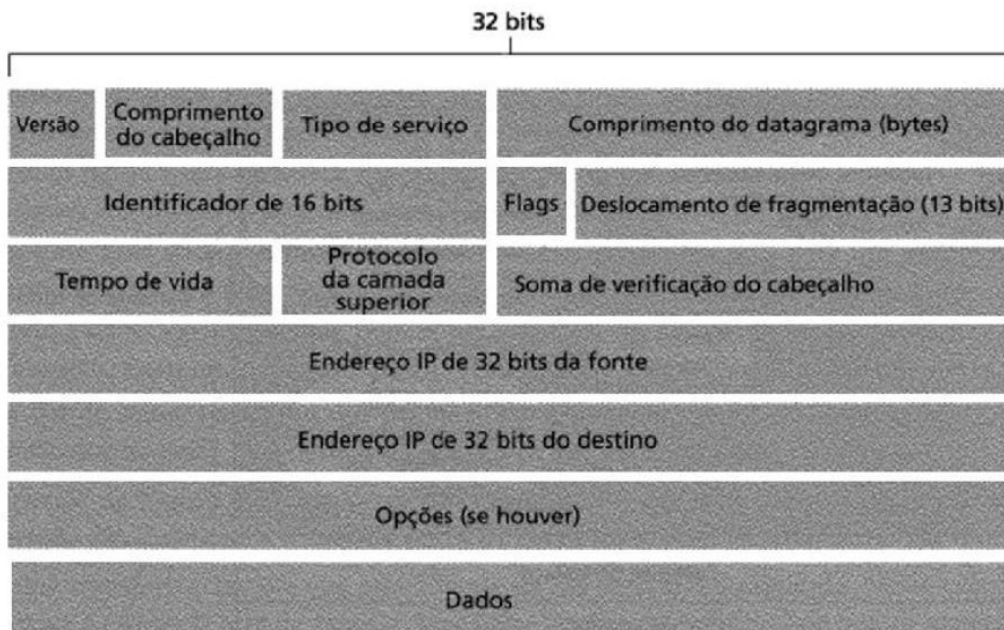 32 bits
Versão
Comprimento
do cabeçalho
Tipo de serviço
Comprimento do datagrama (bytes)
Identificador de 16 bits
Flags
Deslocamento de fragmentação (13 bits)
Tempo de vida
Protocolo
da camada
superior
Soma de verificação do cabeçalho
Endereço IP de 32 bits da fonte
Endereço IP de 32 bits do destino
Opções (se houver)
Dados